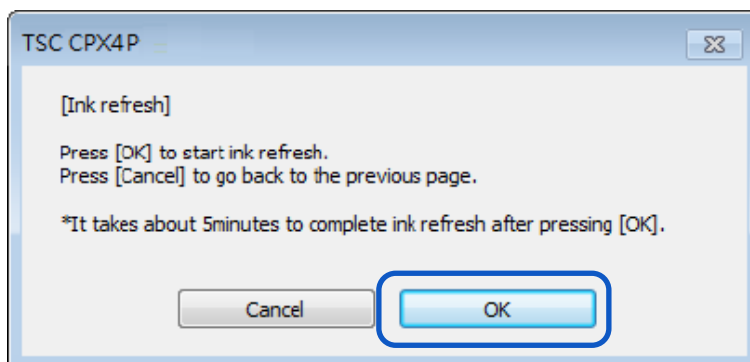 TSC CPX4P
[Ink refresh]
Press [OK] to start ink refresh.
Press [Cancel] to go back to the previous page.
*It takes about 5minutes to complete ink refresh after pressing [OK].
Cancel
OK